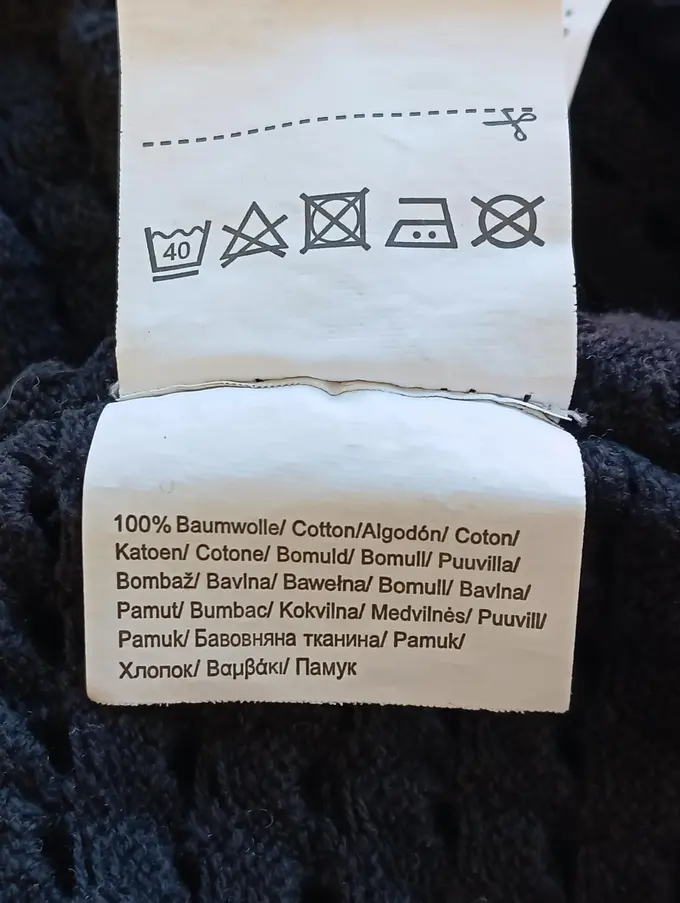 40
100% Baumwolle/ Cotton/Algodón/ Coton/
Katoen/ Cotone/ Bomuld/ Bomull/ Puuvilla/
Bombaž/ Bavlna/ Bawełna/ Bomull/ Bavlna/
Pamut/ Bumbac/ Kokvilna/ Medvilnės/ Puuvill/
Pamuk/ Бавовняна тканина/ Pamuk/
Хлопок/ Βαμβάκι/ Памук